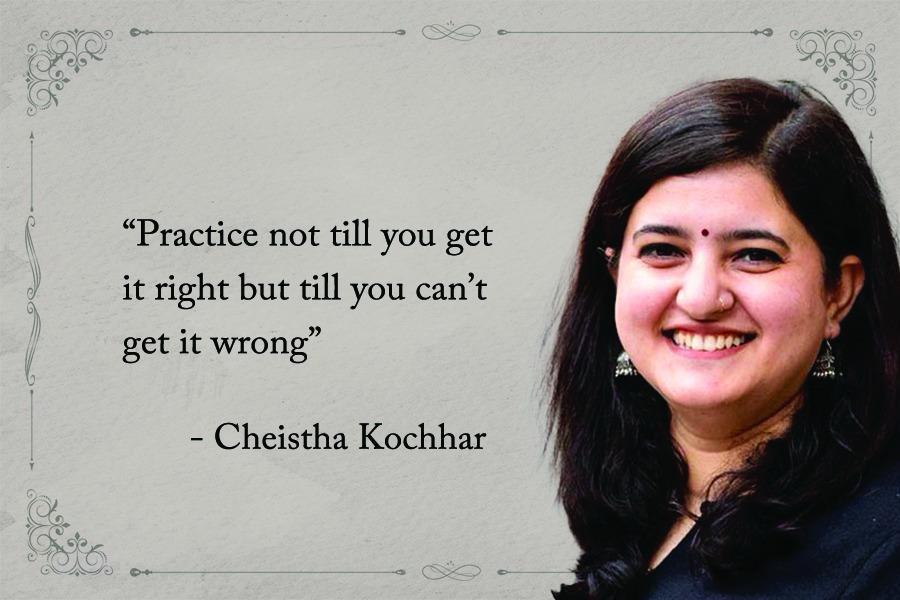 “Practice not till you get
it right but till you can’t
get it wrong”
- Cheistha Kochhar